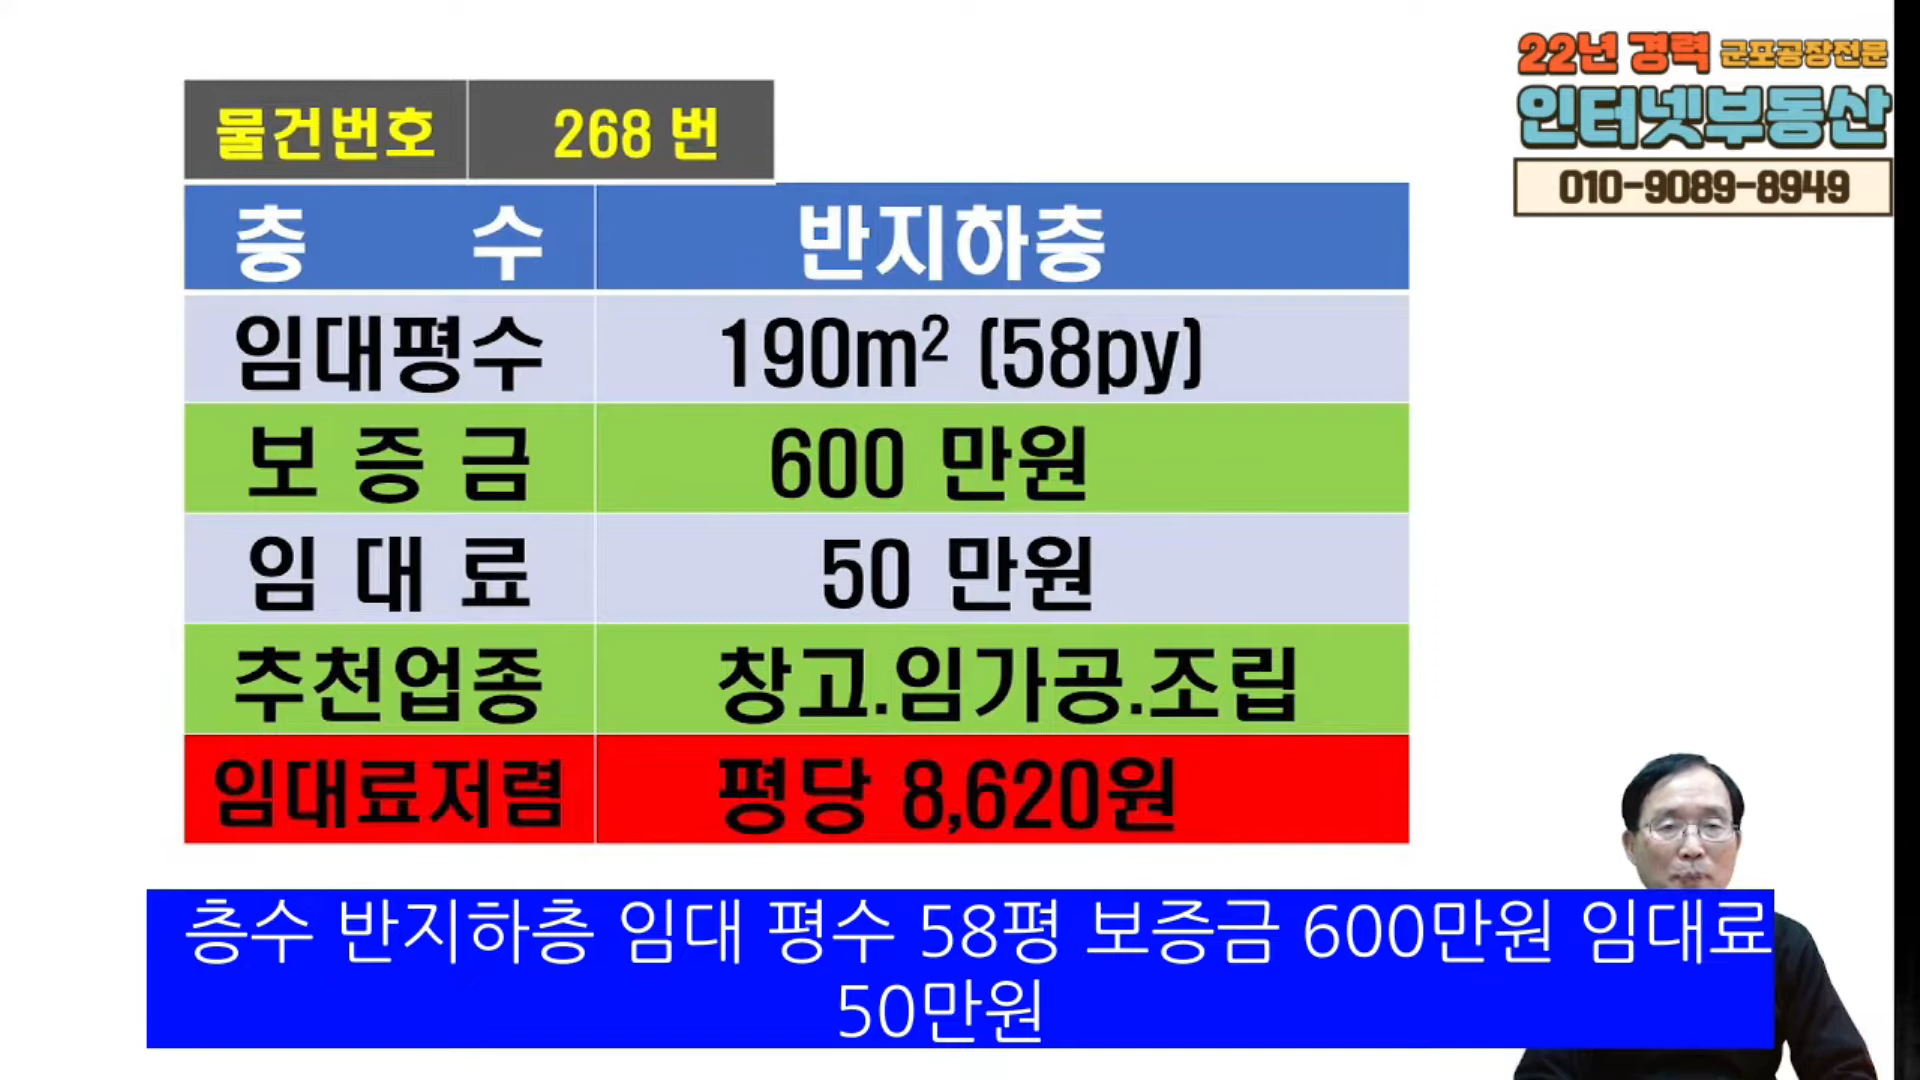 22년 경력 군포공장전문
인터넷부동산
010-9089-8949
물건번호 268 번
층 수 반지하층
임대평수 190m² (58py)
보 증 금 600 만원
임 대 료 50 만원
추천업종 창고.임가공.조립
임대료저렴 평당 8,620원
층수 반지하층 임대 평수 58평 보증금 600만원 임대료
50만원